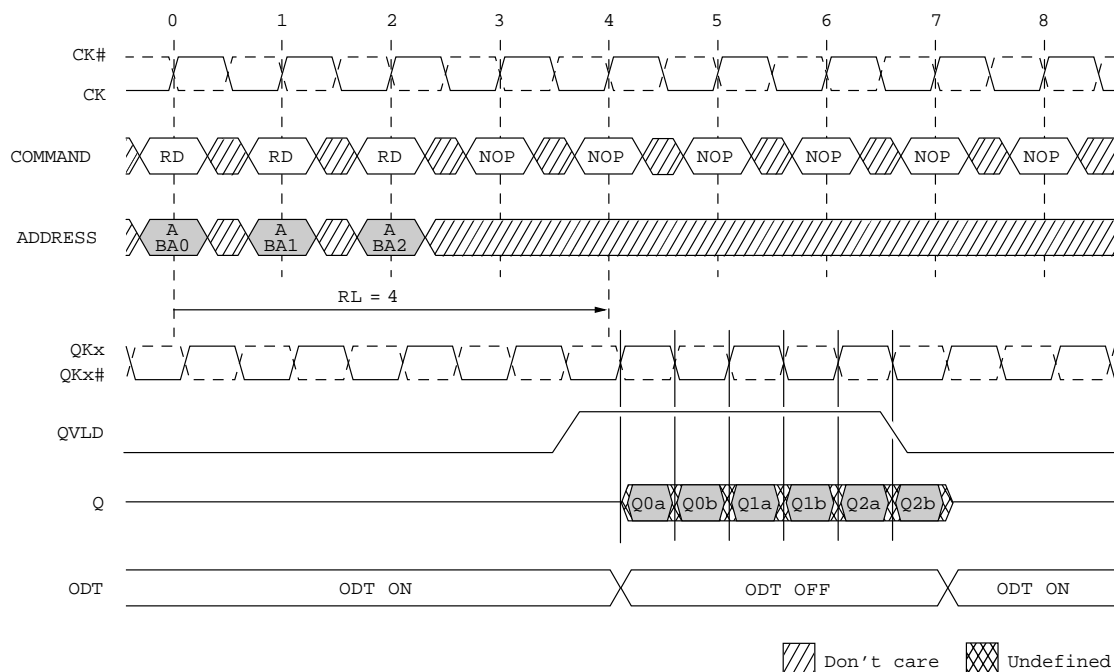 0 1 2 3 4 5 6 7 8
CK#
CK
COMMAND RD RD RD NOP NOP NOP NOP NOP NOP
ADDRESS A BA0 A BA1 A BA2
RL = 4
QKx
QKx#
QVLD
Q Q0a Q0b Q1a Q1b Q2a Q2b
ODT ODT ON ODT OFF ODT ON
Don't care Undefined